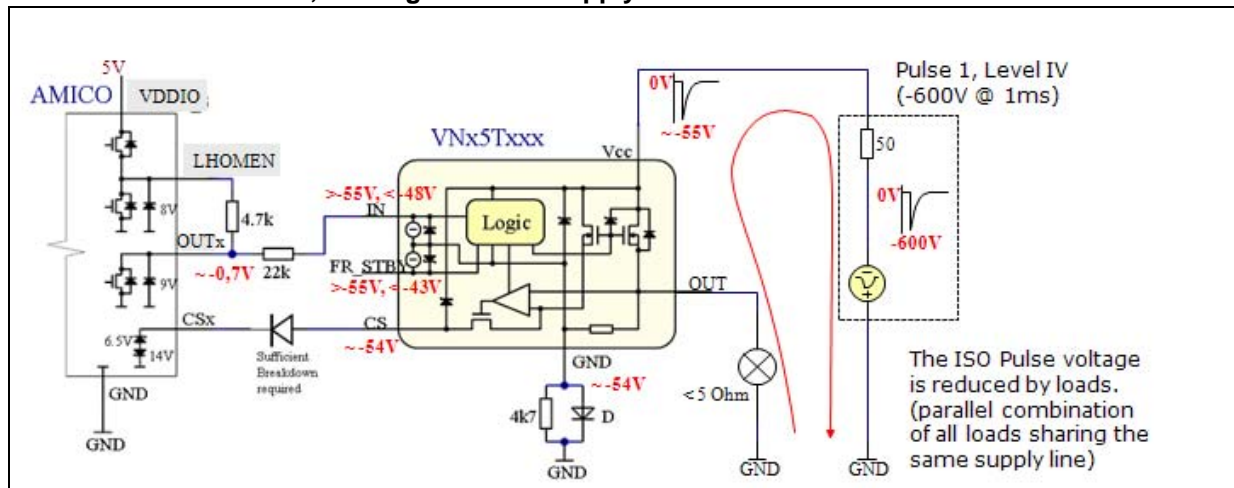 5V
AMICO
VDDIO
LHOMEN
8V
4.7k
OUTx
~-0,7V
22k
9V
CSx
6.5V
14V
GND
GND
Sufficient
Breakdown
required
VNx5Txxx
Vcc
>-55V, <-48V
IN
Logic
FR_STBY
>-55V, <-43V
CS
~-54V
OUT
GND
~-54V
4k7
D
GND
<5 Ohm
GND
0V
~-55V
Pulse 1, Level IV
(-600V @ 1ms)
50
0V
-600V
+
GND
The ISO Pulse voltage
is reduced by loads.
(parallel combination
of all loads sharing the
same supply line)